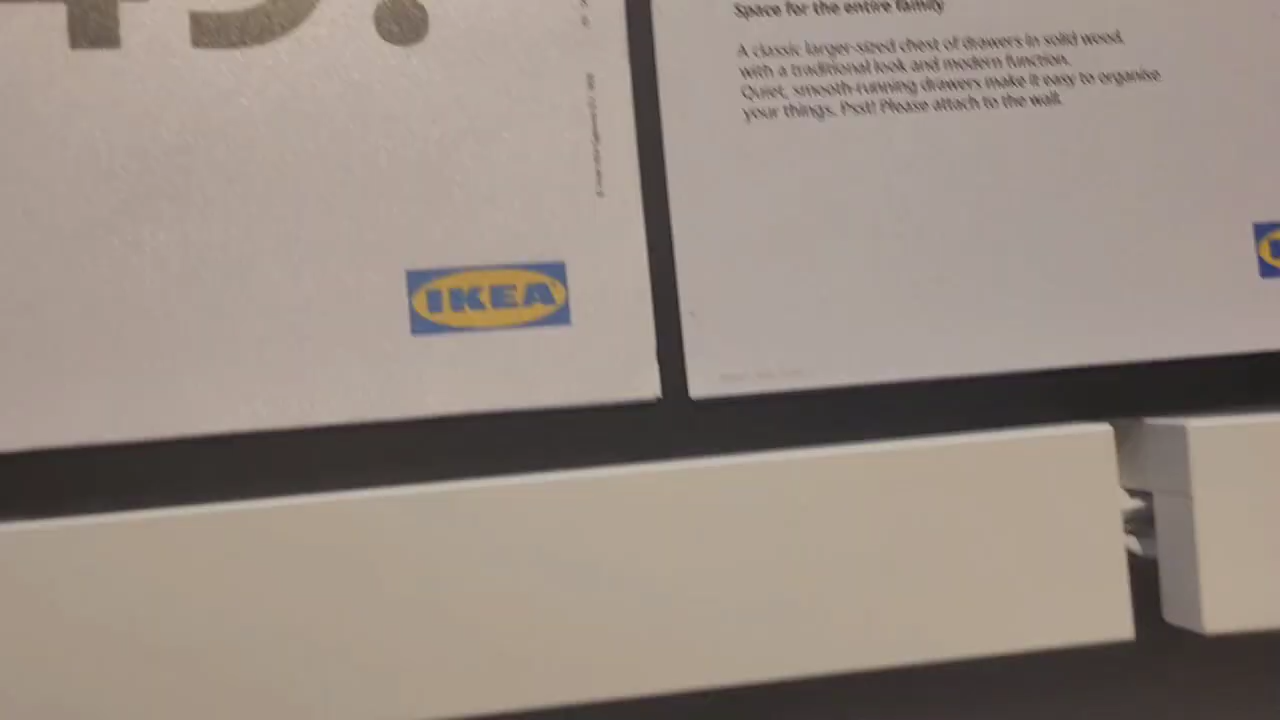 49.
IKEA
Space for the entire family
A classic larger-sized chest of drawers in solid wood,
with a traditional look and modern function.
Quiet, smooth-running drawers make it easy to organise
your things. Psst! Please attach to the wall.